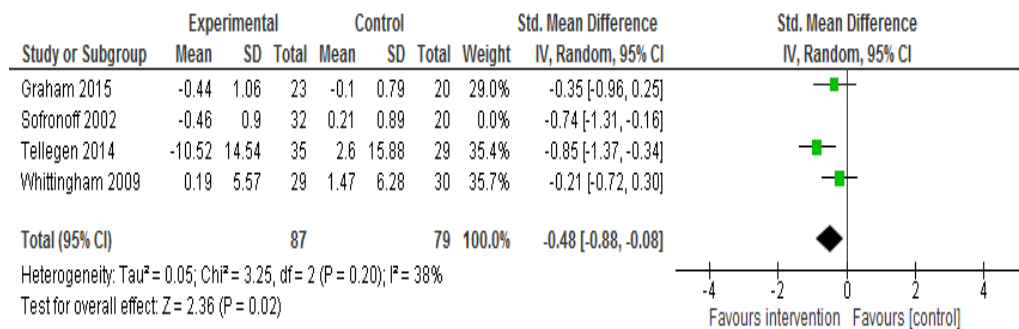 Experimental Control Std. Mean Difference Std. Mean Difference
Study or Subgroup Mean SD Total Mean SD Total Weight IV, Random, 95% CI IV, Random, 95% CI
Graham 2015 -0.44 1.06 23 -0.1 0.79 20 29.0% -0.35 [-0.96, 0.25]
Sofronoff 2002 -0.46 0.9 32 0.21 0.89 20 0.0% -0.74 [-1.31, -0.16]
Tellegen 2014 -10.52 14.54 35 2.6 15.88 29 35.4% -0.85 [-1.37, -0.34]
Whittingham 2009 0.19 5.57 29 1.47 6.28 30 35.7% -0.21 [-0.72, 0.30]
Total (95% CI) 87 79 100.0% -0.48 [-0.88, -0.08]
Heterogeneity: Tau² = 0.05; Chi² = 3.25, df = 2 (P = 0.20); I² = 38%
Test for overall effect: Z = 2.36 (P = 0.02)
-4 -2 0 2 4
Favours intervention Favours [control]